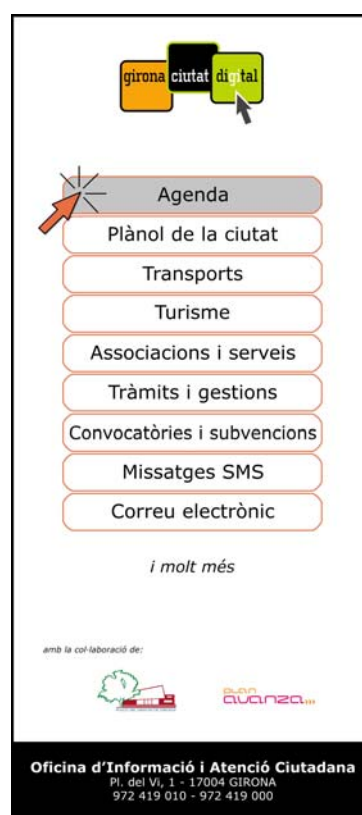 girona ciutat digital
Agenda
Plànol de la ciutat
Transports
Turisme
Associacions i serveis
Tràmits i gestions
Convocatòries i subvencions
Missatges SMS
Correu electrònic
i molt més
amb la col·laboració de:
PLAN
avanza
Oficina d'Informació i Atenció Ciutadana
Pl. del Vi, 1 - 17004 GIRONA
972 419 010 - 972 419 000